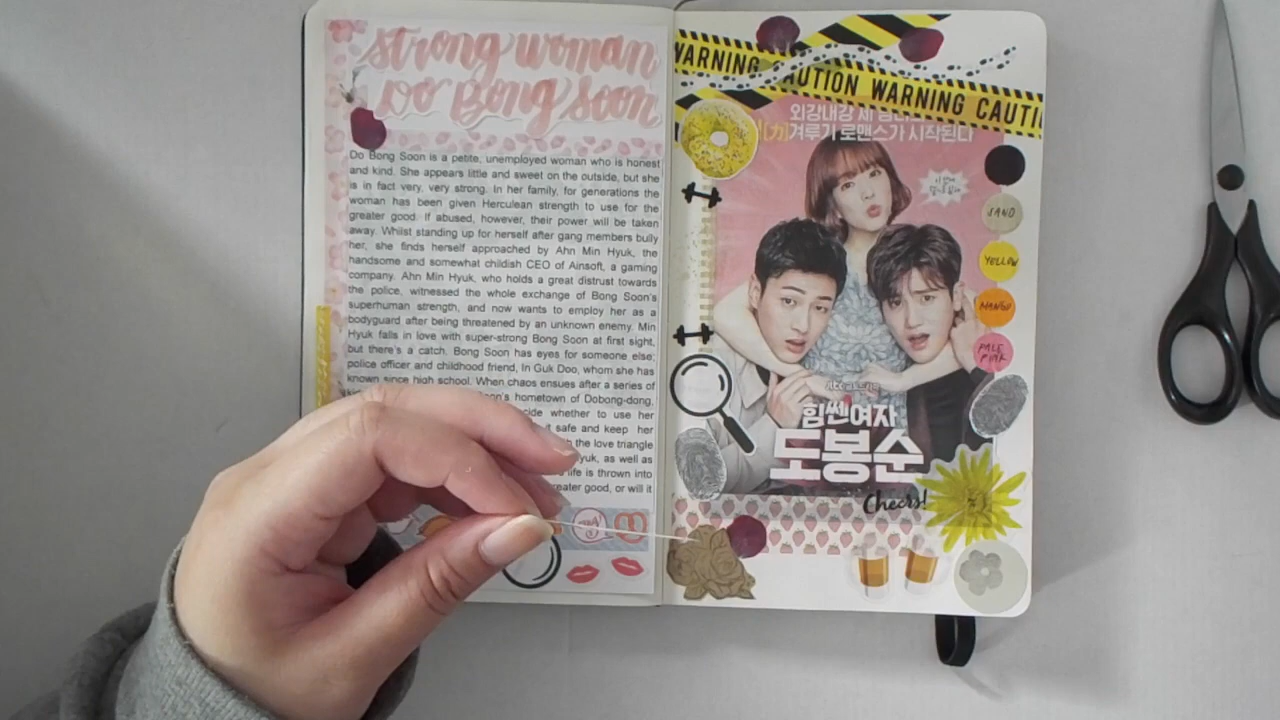 strong woman
Do Bong Soon
Do Bong Soon is a petite, unemployed woman who is honest
and kind. She appears little and sweet on the outside, but she
is in fact very, very strong. In her family, for generations the
woman has been given Herculean strength to use for the
greater good. If abused, however, their power will be taken
away. Whilst standing up for herself after gang members bully
her, she finds herself approached by Ahn Min Hyuk, the
handsome and somewhat childish CEO of Ainsoft, a gaming
company. Ahn Min Hyuk, who holds a great distrust towards
the police, witnessed the whole exchange of Bong Soon's
superhuman strength, and now wants to employ her as a
bodyguard after being threatened by an unknown enemy. Min
Hyuk falls in love with super-strong Bong Soon at first sight,
but there's a catch. Bong Soon has eyes for someone else;
police officer and childhood friend, In Guk Doo, whom she has
known since high school. When chaos ensues after a series of
hometown of Dobong-dong,
whether to use her
it safe and keep her
the love triangle
as well as
life is thrown into
greater good, or will it
WARNING CAUTION WARNING CAUTI
외강내강 세
겨루기 로맨스가 시작된다
SAND
YELLOW
MANGO
PALE
PINK
힘쎈여자
도봉순
Cheers!